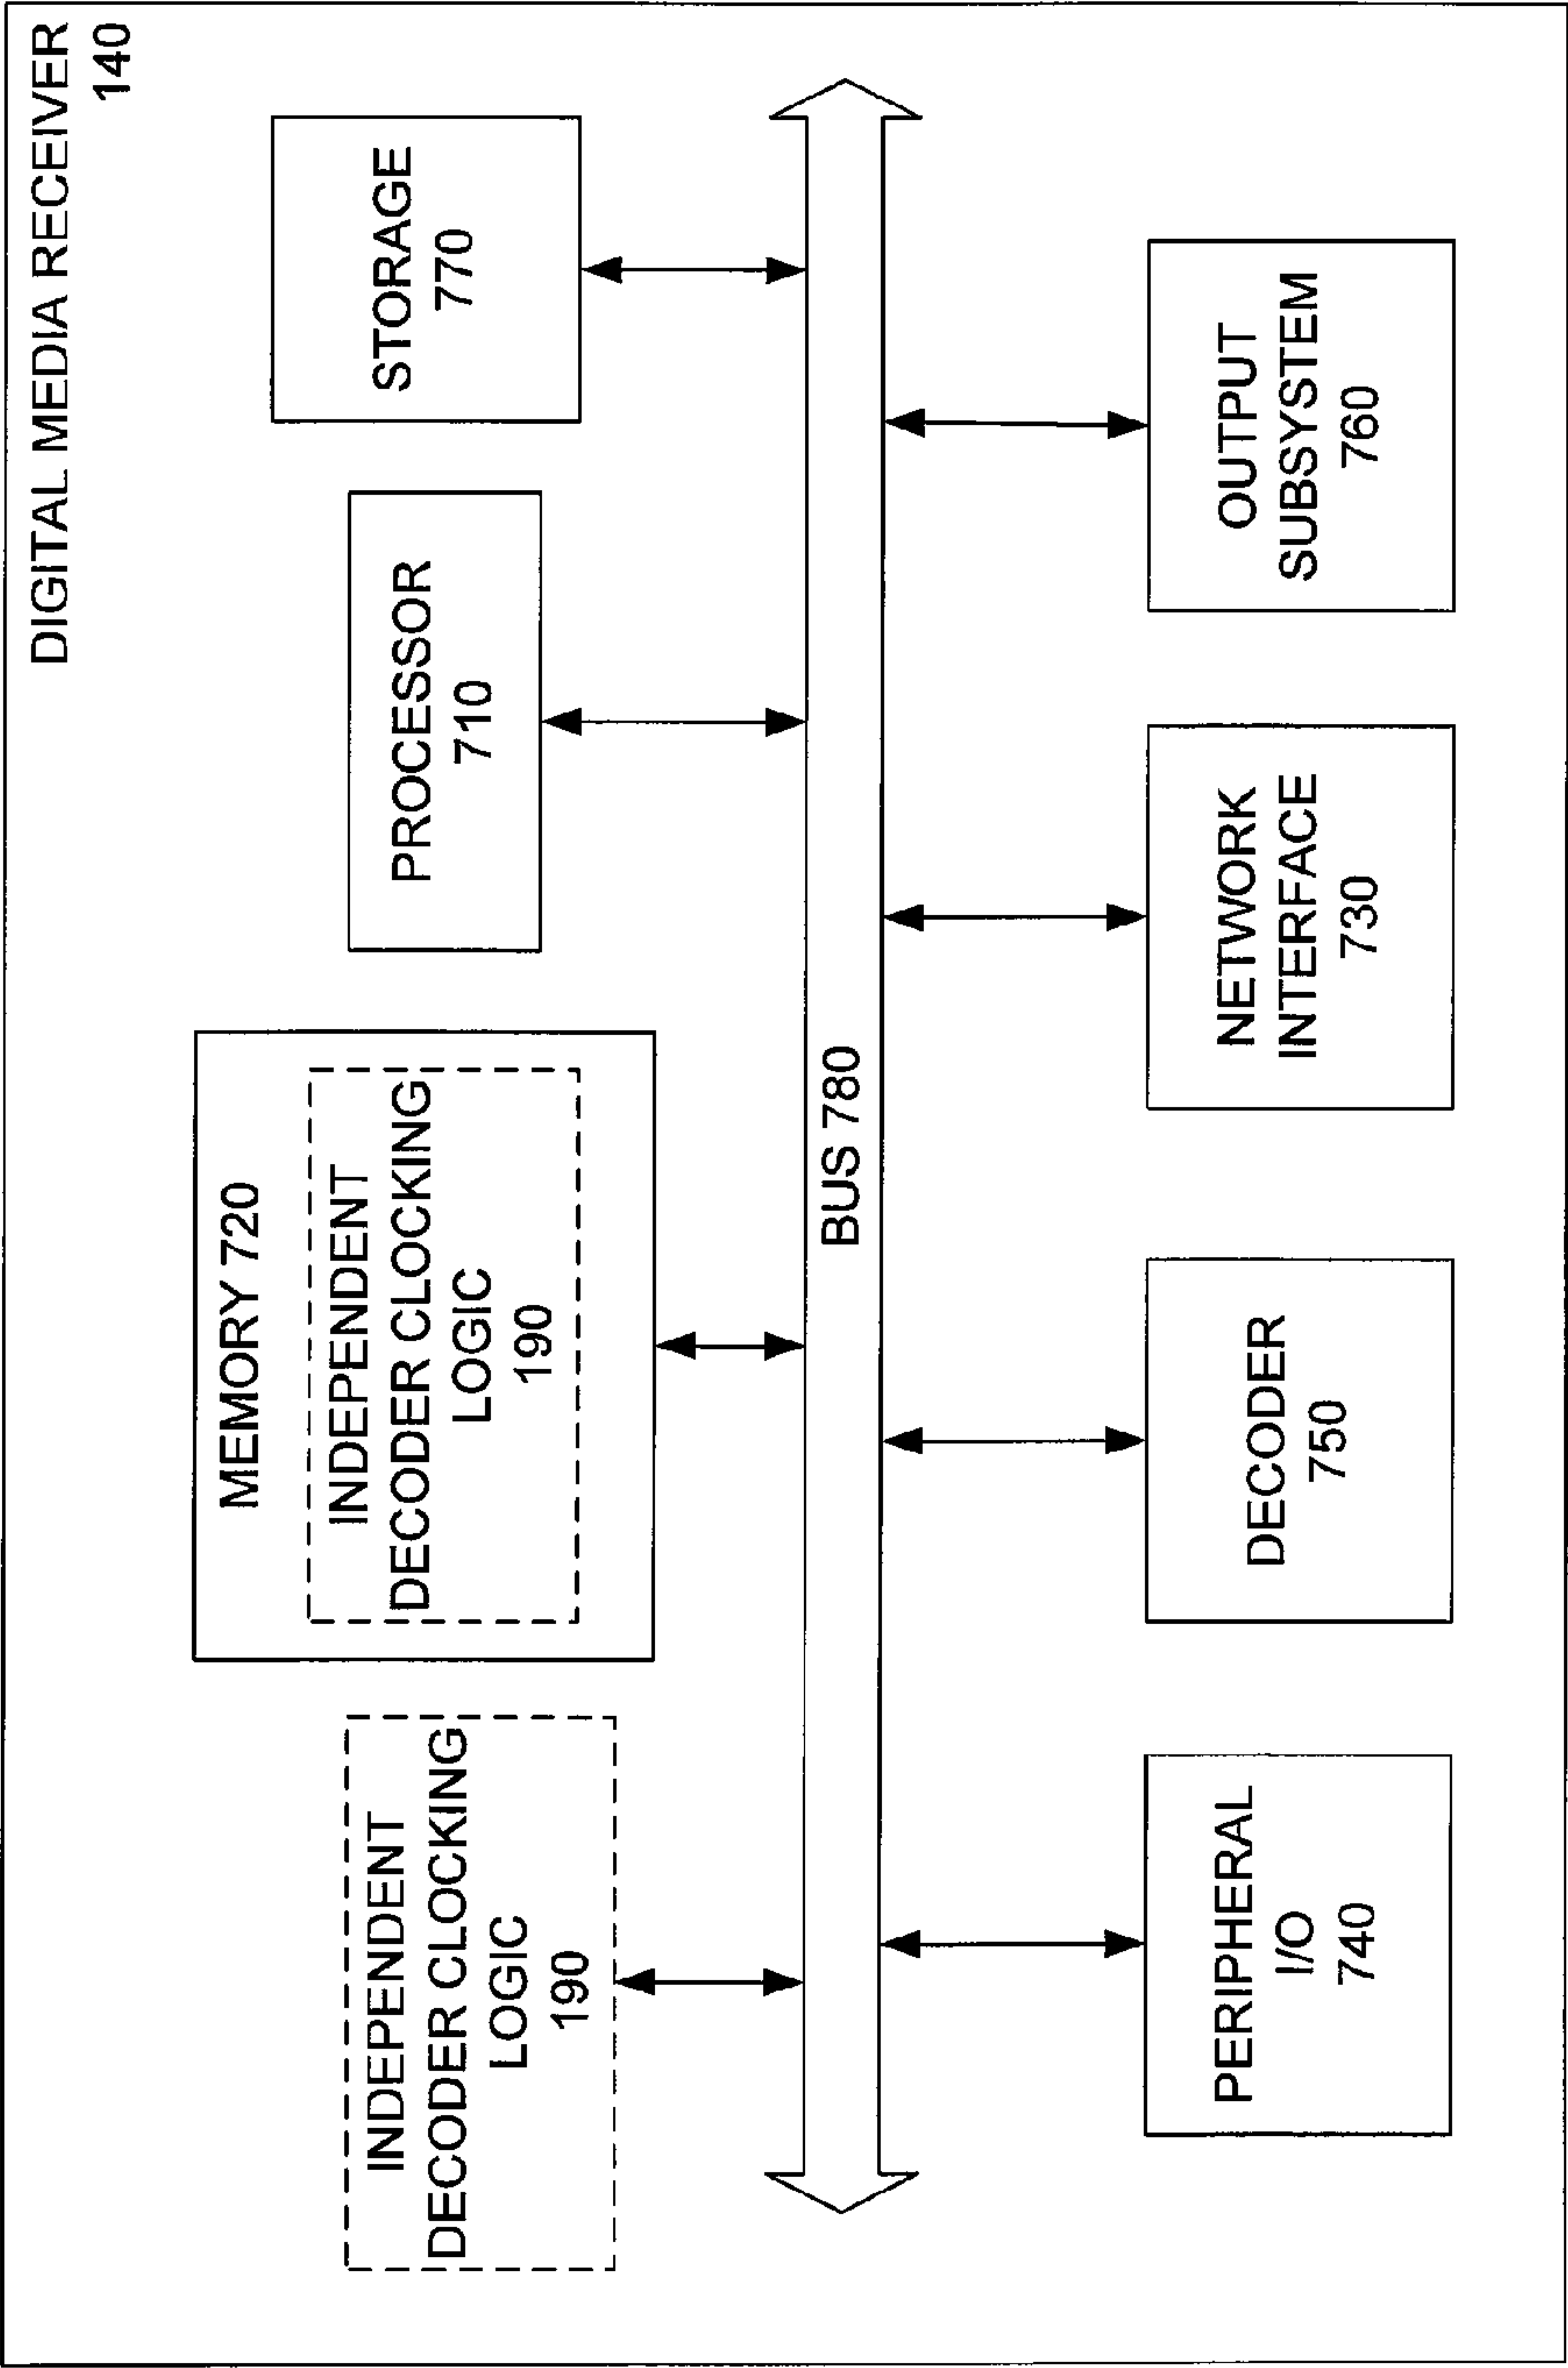 DIGITAL MEDIA RECEIVER
140
INDEPENDENT
DECODER CLOCKING
LOGIC
190
MEMORY 720
INDEPENDENT
DECODER CLOCKING
LOGIC
190
PROCESSOR
710
STORAGE
770
BUS 780
PERIPHERAL
I/O
740
DECODER
750
NETWORK
INTERFACE
730
OUTPUT
SUBSYSTEM
760